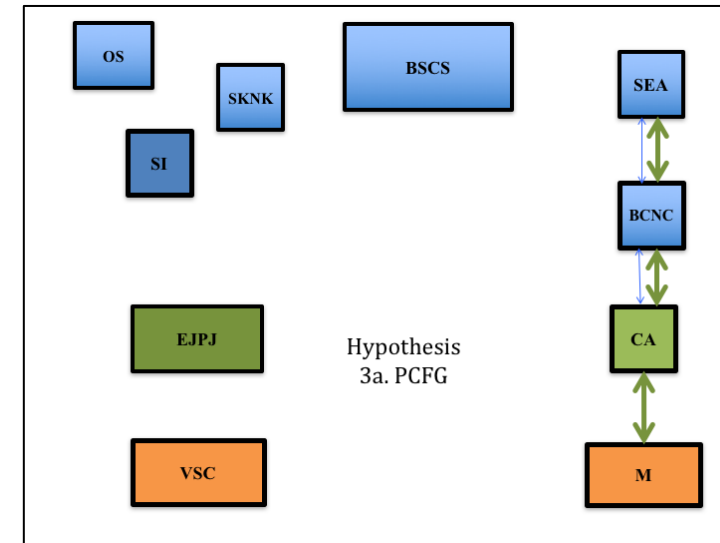 OS
BSCS
SKNK
SEA
SI
BCNC
EJPJ
CA
Hypothesis
3a. PCFG
VSC
M